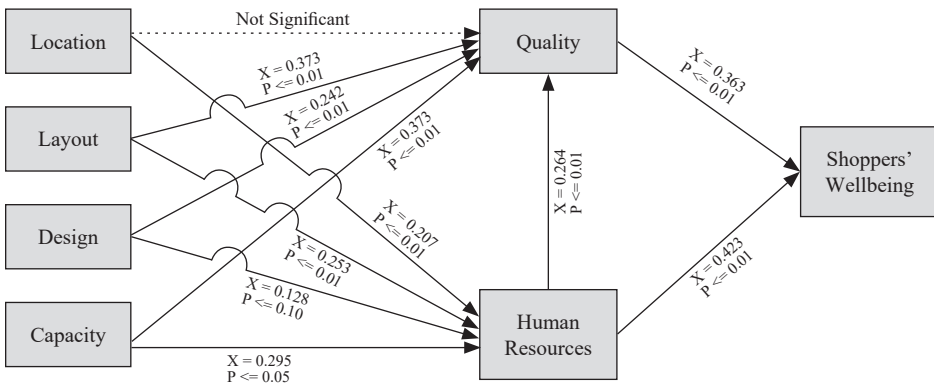 Location
Not Significant
Quality
X = 0.373
P <= 0.01
X = 0.242
P <= 0.01
X = 0.373
P <= 0.01
X = 0.363
P <= 0.01
Layout
Shoppers’
Wellbeing
X = 0.264
P <= 0.01
Design
X = 0.207
P <= 0.01
X = 0.253
P <= 0.01
X = 0.423
P <= 0.01
X = 0.128
P <= 0.10
Capacity
Human
Resources
X = 0.295
P <= 0.05